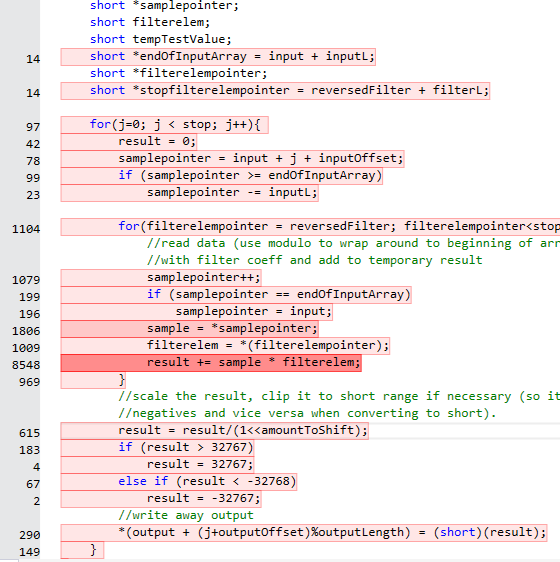 short *samplepointer;
short filterelem;
short tempTestValue;
14 short *endOfInputArray = input + inputL;
short *filterelempointer;
14 short *stopfilterelempointer = reversedFilter + filterL;
97 for(j=0; j < stop; j++){
42 result = 0;
78 samplepointer = input + j + inputOffset;
99 if (samplepointer >= endOfInputArray)
23 samplepointer -= inputL;
1104 for(filterelempointer = reversedFilter; filterelempointer<stop
//read data (use modulo to wrap around to beginning of arr
//with filter coeff and add to temporary result
1079 samplepointer++;
199 if (samplepointer == endOfInputArray)
196 samplepointer = input;
1806 sample = *samplepointer;
1009 filterelem = *(filterelempointer);
8548 result += sample * filterelem;
969 }
//scale the result, clip it to short range if necessary (so it
//negatives and vice versa when converting to short).
615 result = result/(1<<amountToShift);
183 if (result > 32767)
4 result = 32767;
67 else if (result < -32768)
2 result = -32767;
//write away output
290 *(output + (j+outputOffset)%outputLength) = (short)(result);
149 }